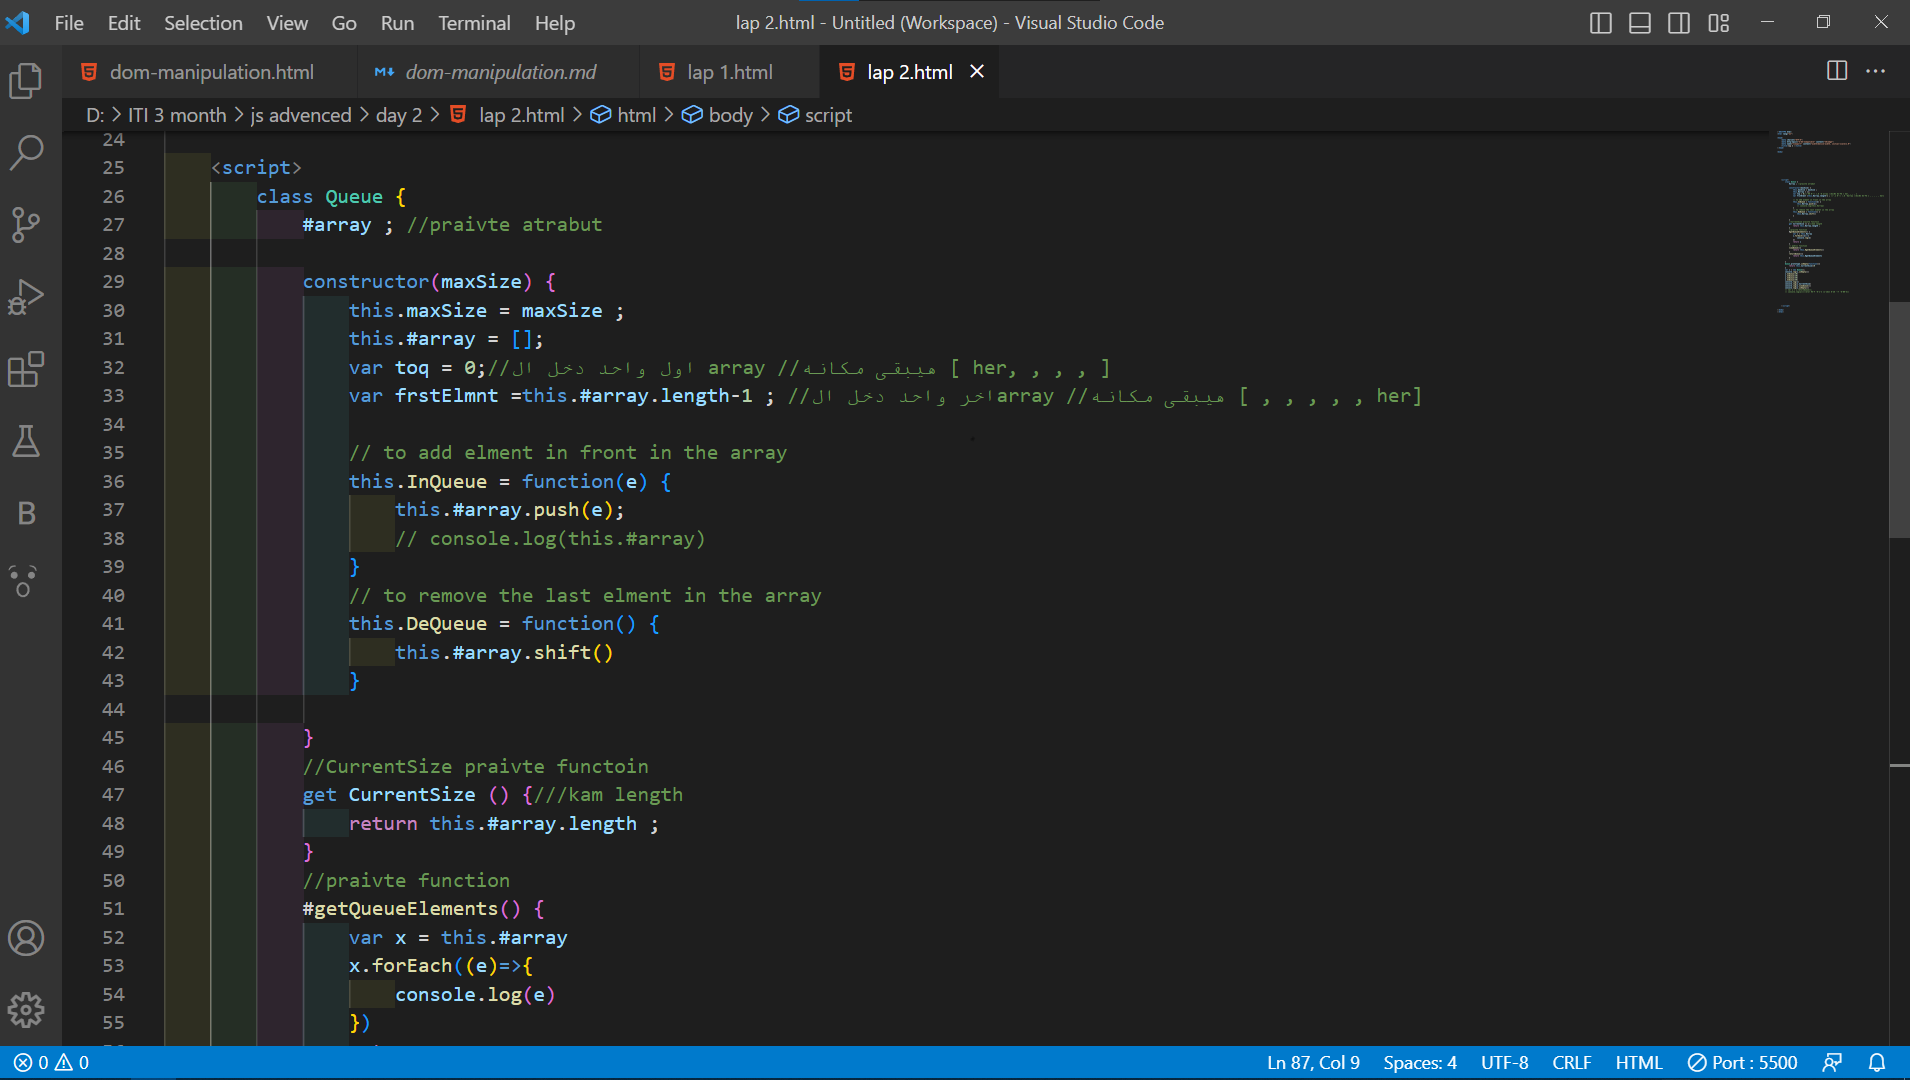 File Edit Selection View Go Run Terminal Help lap 2.html - Untitled (Workspace) - Visual Studio Code
dom-manipulation.html dom-manipulation.md lap 1.html lap 2.html
D: > ITI 3 month > js advenced > day 2 > lap 2.html > html > body > script
24
25 <script>
26 class Queue {
27 #array ; //praivte atrabut
28
29 constructor(maxSize) {
30 this.maxSize = maxSize ;
31 this.#array = [];
32 var toq = 0;//اول واحد دخل ال array //هيبقى مكانه [ her, , , , ]
33 var frstElmnt =this.#array.length-1 ; //اخر واحد دخل الarray //هيبقى مكانه [ , , , , , her]
34
35 // to add elment in front in the array
36 this.InQueue = function(e) {
37 this.#array.push(e);
38 // console.log(this.#array)
39 }
40 // to remove the last elment in the array
41 this.DeQueue = function() {
42 this.#array.shift()
43 }
44
45 }
46 //CurrentSize praivte functoin
47 get CurrentSize () {///kam length
48 return this.#array.length ;
49 }
50 //praivte function
51 #getQueueElements() {
52 var x = this.#array
53 x.forEach((e)=>{
54 console.log(e)
55 })
B
0 0 Ln 87, Col 9 Spaces: 4 UTF-8 CRLF HTML Port : 5500